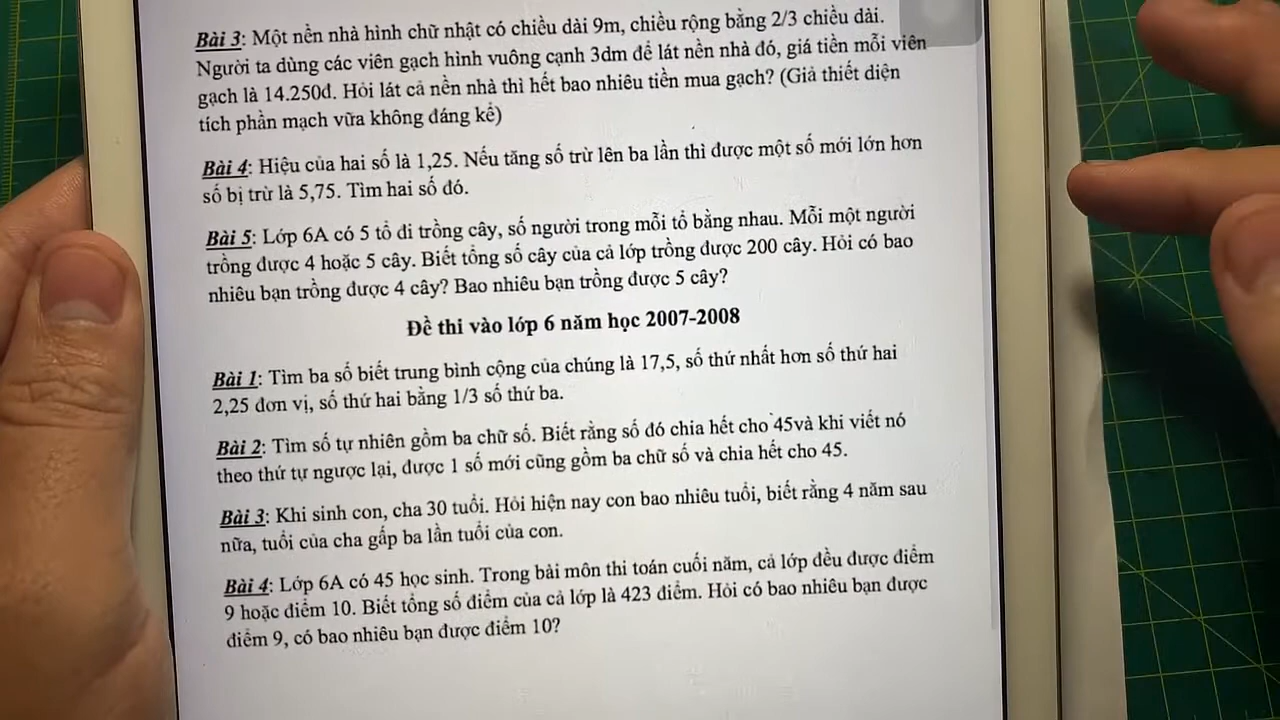 Bài 3: Một nền nhà hình chữ nhật có chiều dài 9m, chiều rộng bằng 2/3 chiều dài.
Người ta dùng các viên gạch hình vuông cạnh 3dm để lát nền nhà đó, giá tiền mỗi viên
gạch là 14.250đ. Hỏi lát cả nền nhà thì hết bao nhiêu tiền mua gạch? (Giả thiết diện
tích phần mạch vữa không đáng kể)
Bài 4: Hiệu của hai số là 1,25. Nếu tăng số trừ lên ba lần thì được một số mới lớn hơn
số bị trừ là 5,75. Tìm hai số đó.
Bài 5: Lớp 6A có 5 tổ đi trồng cây, số người trong mỗi tổ bằng nhau. Mỗi một người
trồng được 4 hoặc 5 cây. Biết tổng số cây của cả lớp trồng được 200 cây. Hỏi có bao
nhiêu bạn trồng được 4 cây? Bao nhiêu bạn trồng được 5 cây?
Đề thi vào lớp 6 năm học 2007-2008
Bài 1: Tìm ba số biết trung bình cộng của chúng là 17,5, số thứ nhất hơn số thứ hai
2,25 đơn vị, số thứ hai bằng 1/3 số thứ ba.
Bài 2: Tìm số tự nhiên gồm ba chữ số. Biết rằng số đó chia hết cho 45và khi viết nó
theo thứ tự ngược lại, được 1 số mới cũng gồm ba chữ số và chia hết cho 45.
Bài 3: Khi sinh con, cha 30 tuổi. Hỏi hiện nay con bao nhiêu tuổi, biết rằng 4 năm sau
nữa, tuổi của cha gấp ba lần tuổi của con.
Bài 4: Lớp 6A có 45 học sinh. Trong bài môn thi toán cuối năm, cả lớp đều được điểm
9 hoặc điểm 10. Biết tổng số điểm của cả lớp là 423 điểm. Hỏi có bao nhiêu bạn được
điểm 9, có bao nhiêu bạn được điểm 10?